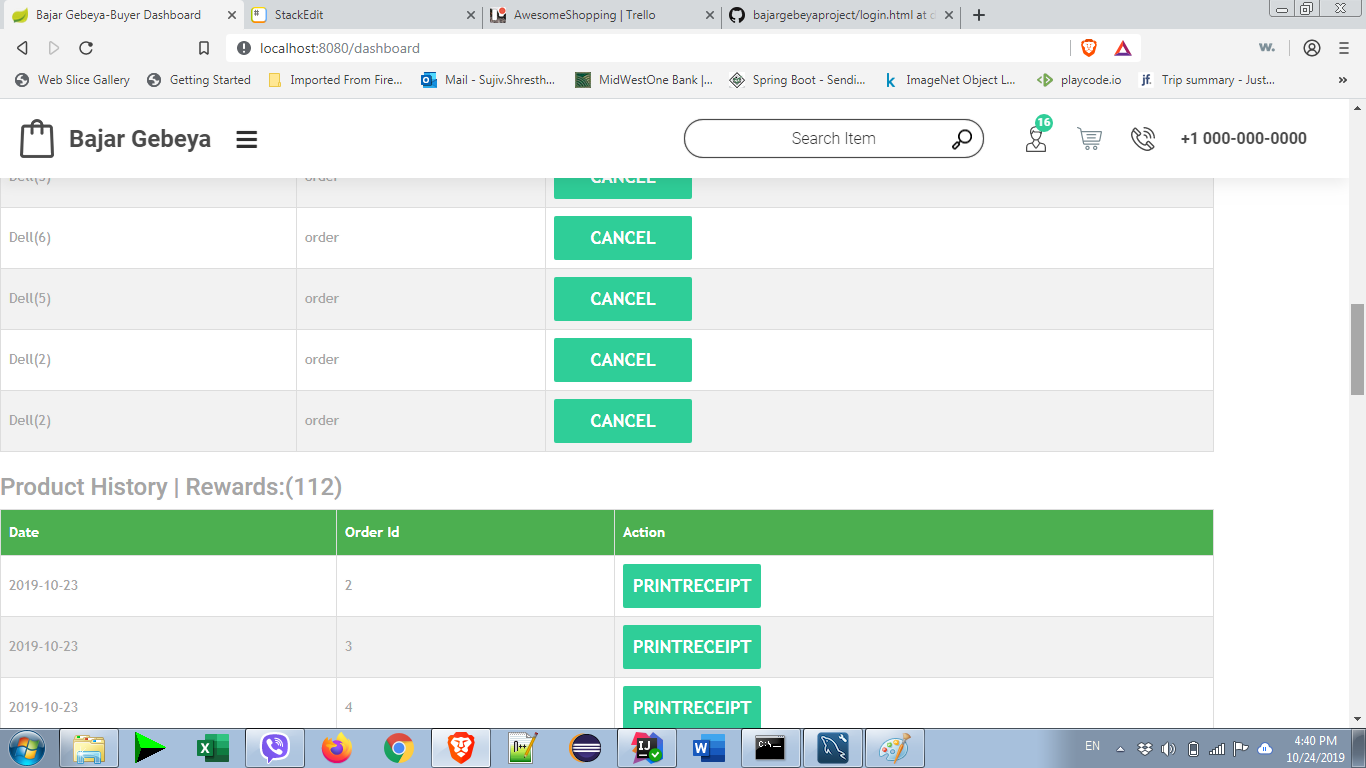 Bajar Gebeya-Buyer Dashboard
StackEdit
AwesomeShopping | Trello
bajargebeyaproject/login.html at d
localhost:8080/dashboard
w.
Web Slice Gallery
Getting Started
Imported From Fire...
Mail - Sujiv.Shresth...
MidWestOne Bank |...
Spring Boot - Sendi...
k ImageNet Object L...
playcode.io
jf. Trip summary - Just...
»
Bajar Gebeya
Search Item
16
+1 000-000-0000
order
CANCEL
Dell(6) order CANCEL
Dell(5) order CANCEL
Dell(2) order CANCEL
Dell(2) order CANCEL
Product History | Rewards:(112)
Date Order Id Action
2019-10-23 2 PRINTRECEIPT
2019-10-23 3 PRINTRECEIPT
2019-10-23 4 PRINTRECEIPT
EN
4:40 PM
10/24/2019